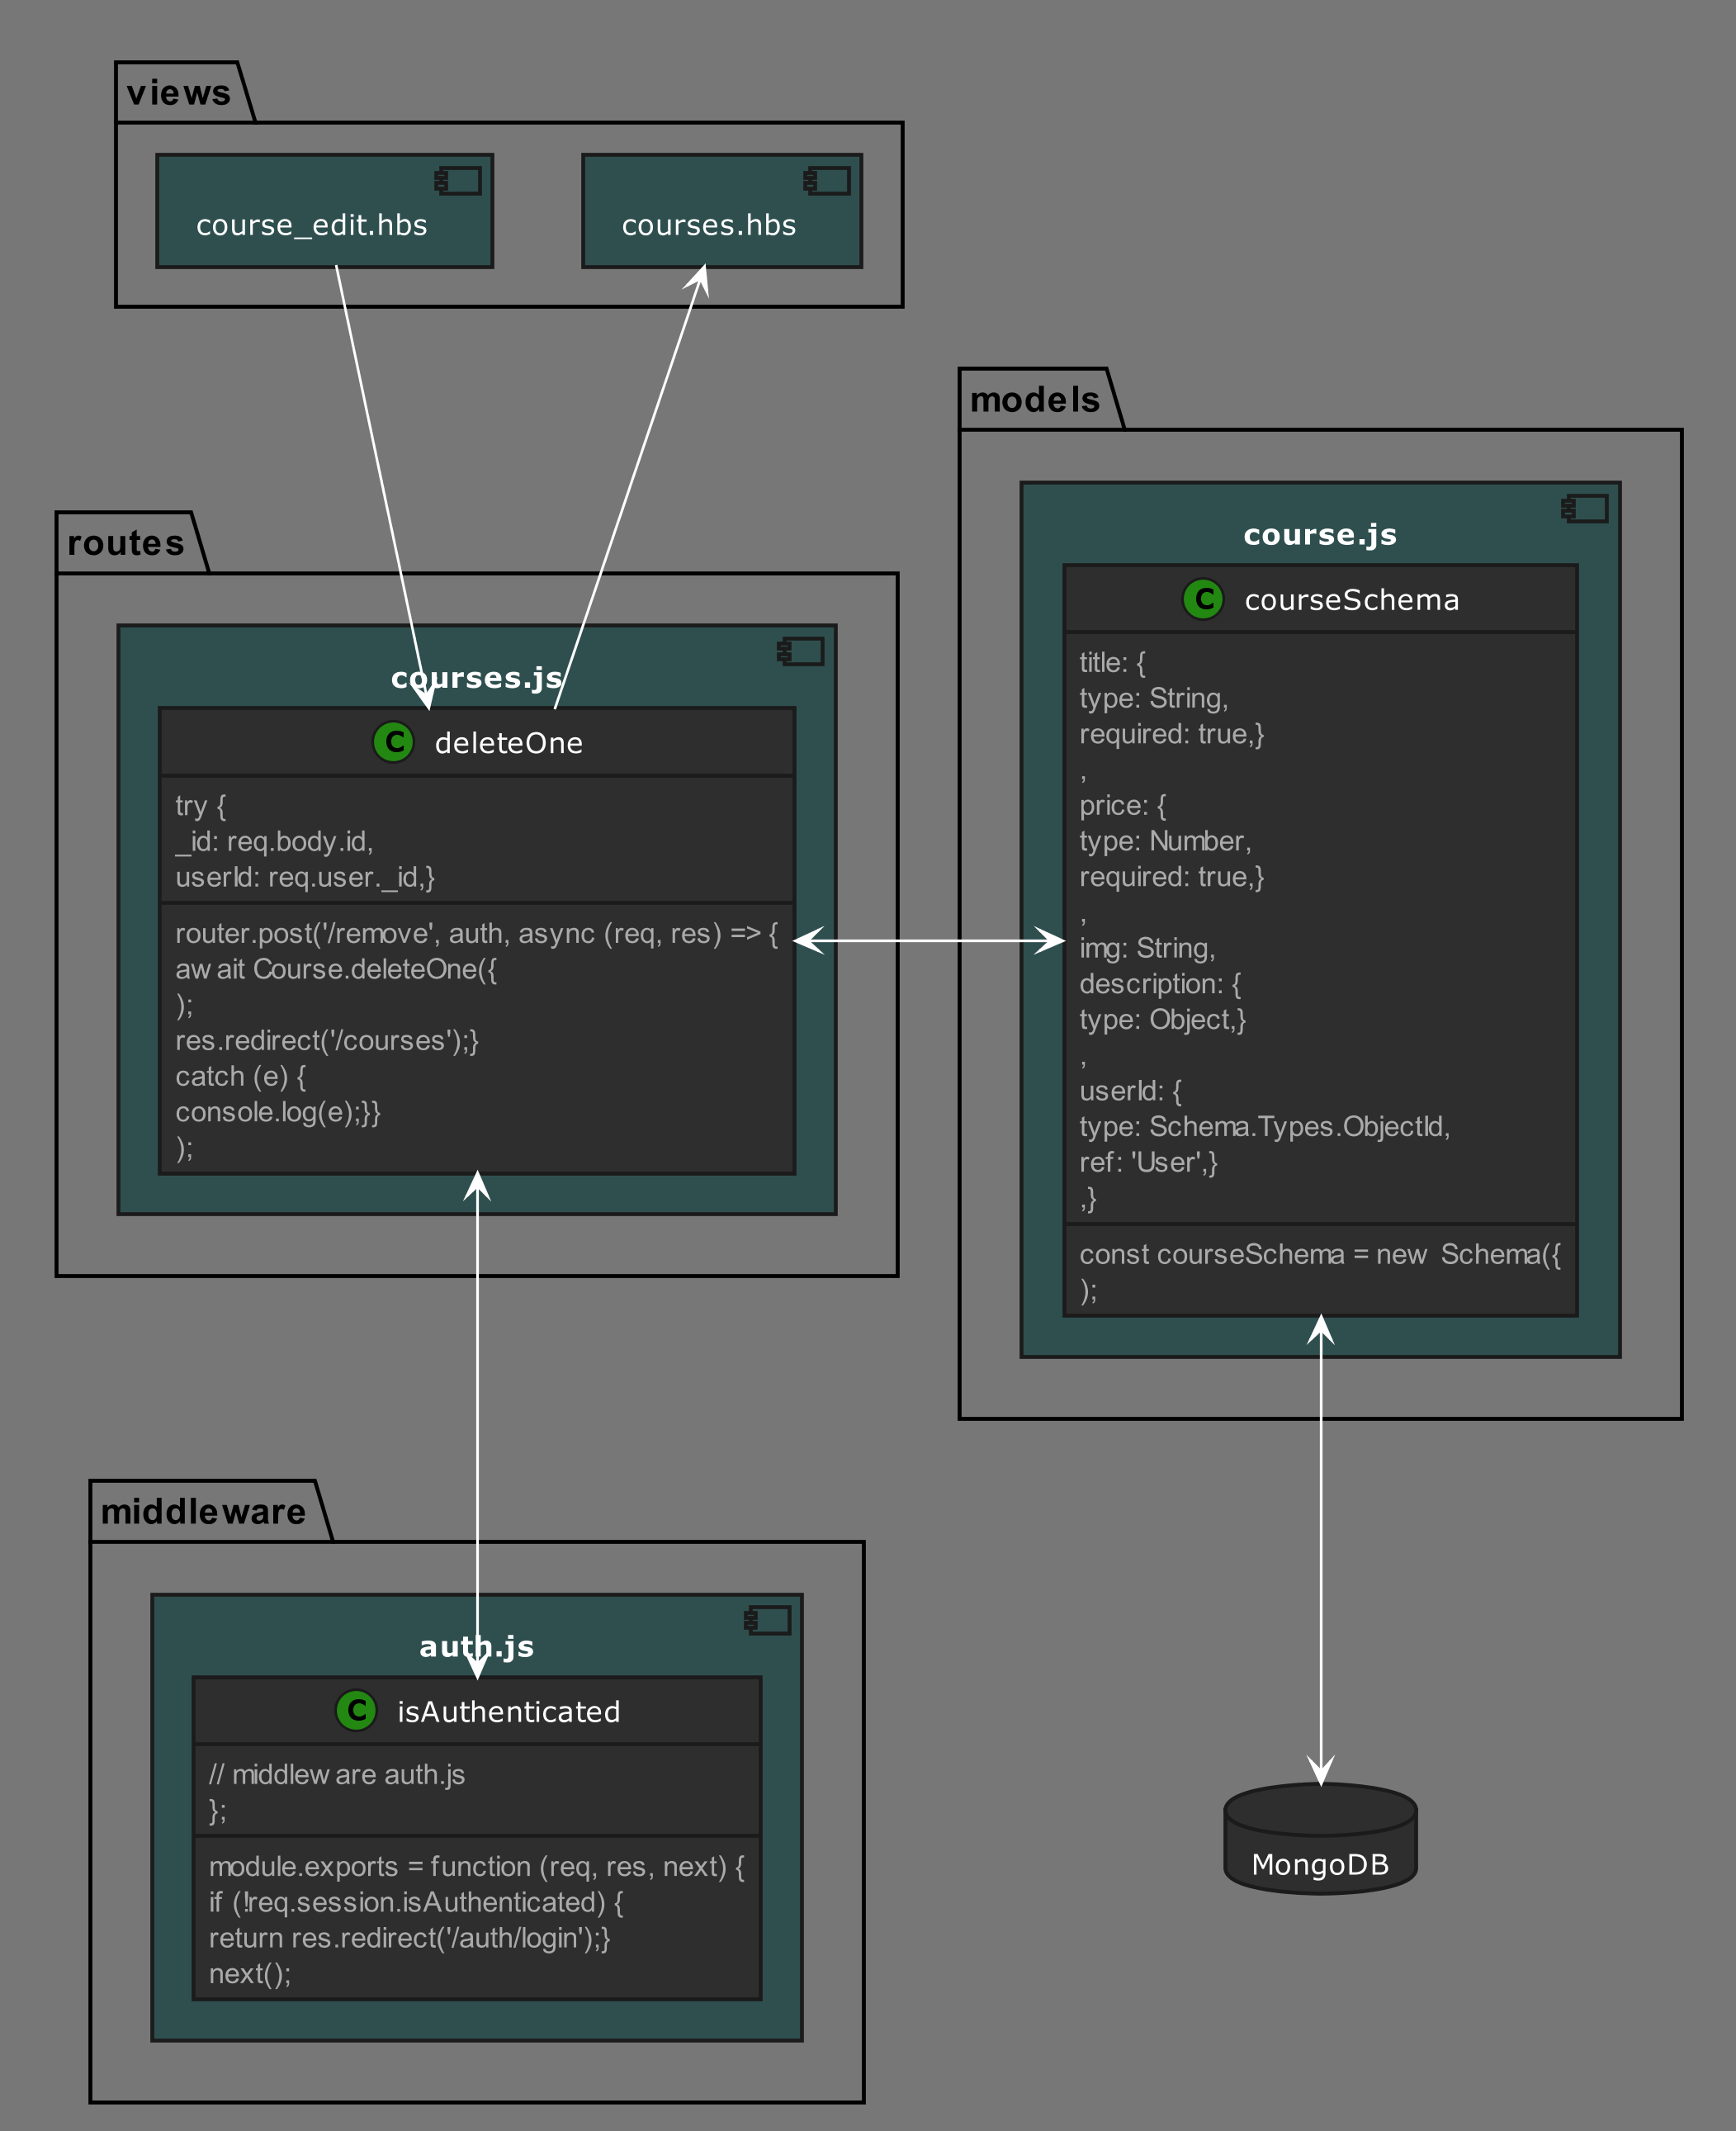 views
course_edit.hbs
courses.hbs
models
course.js
C courseSchema
title: {
type: String,
required: true,}
,
price: {
type: Number,
required: true,}
,
img: String,
description: {
type: Object,}
,
userId: {
type: Schema.Types.ObjectId,
ref: 'User',}
,}
const courseSchema = new Schema({
);
routes
courses.js
C deleteOne
try {
_id: req.body.id,
userId: req.user._id,}
router.post('/remove', auth, async (req, res) => {
await Course.deleteOne({
);
res.redirect('/courses');}
catch (e) {
console.log(e);}}
);
middleware
auth.js
C isAuthenticated
// middleware auth.js
};
module.exports = function (req, res, next) {
if (!req.session.isAuthenticated) {
return res.redirect('/auth/login');}
next();
MongoDB